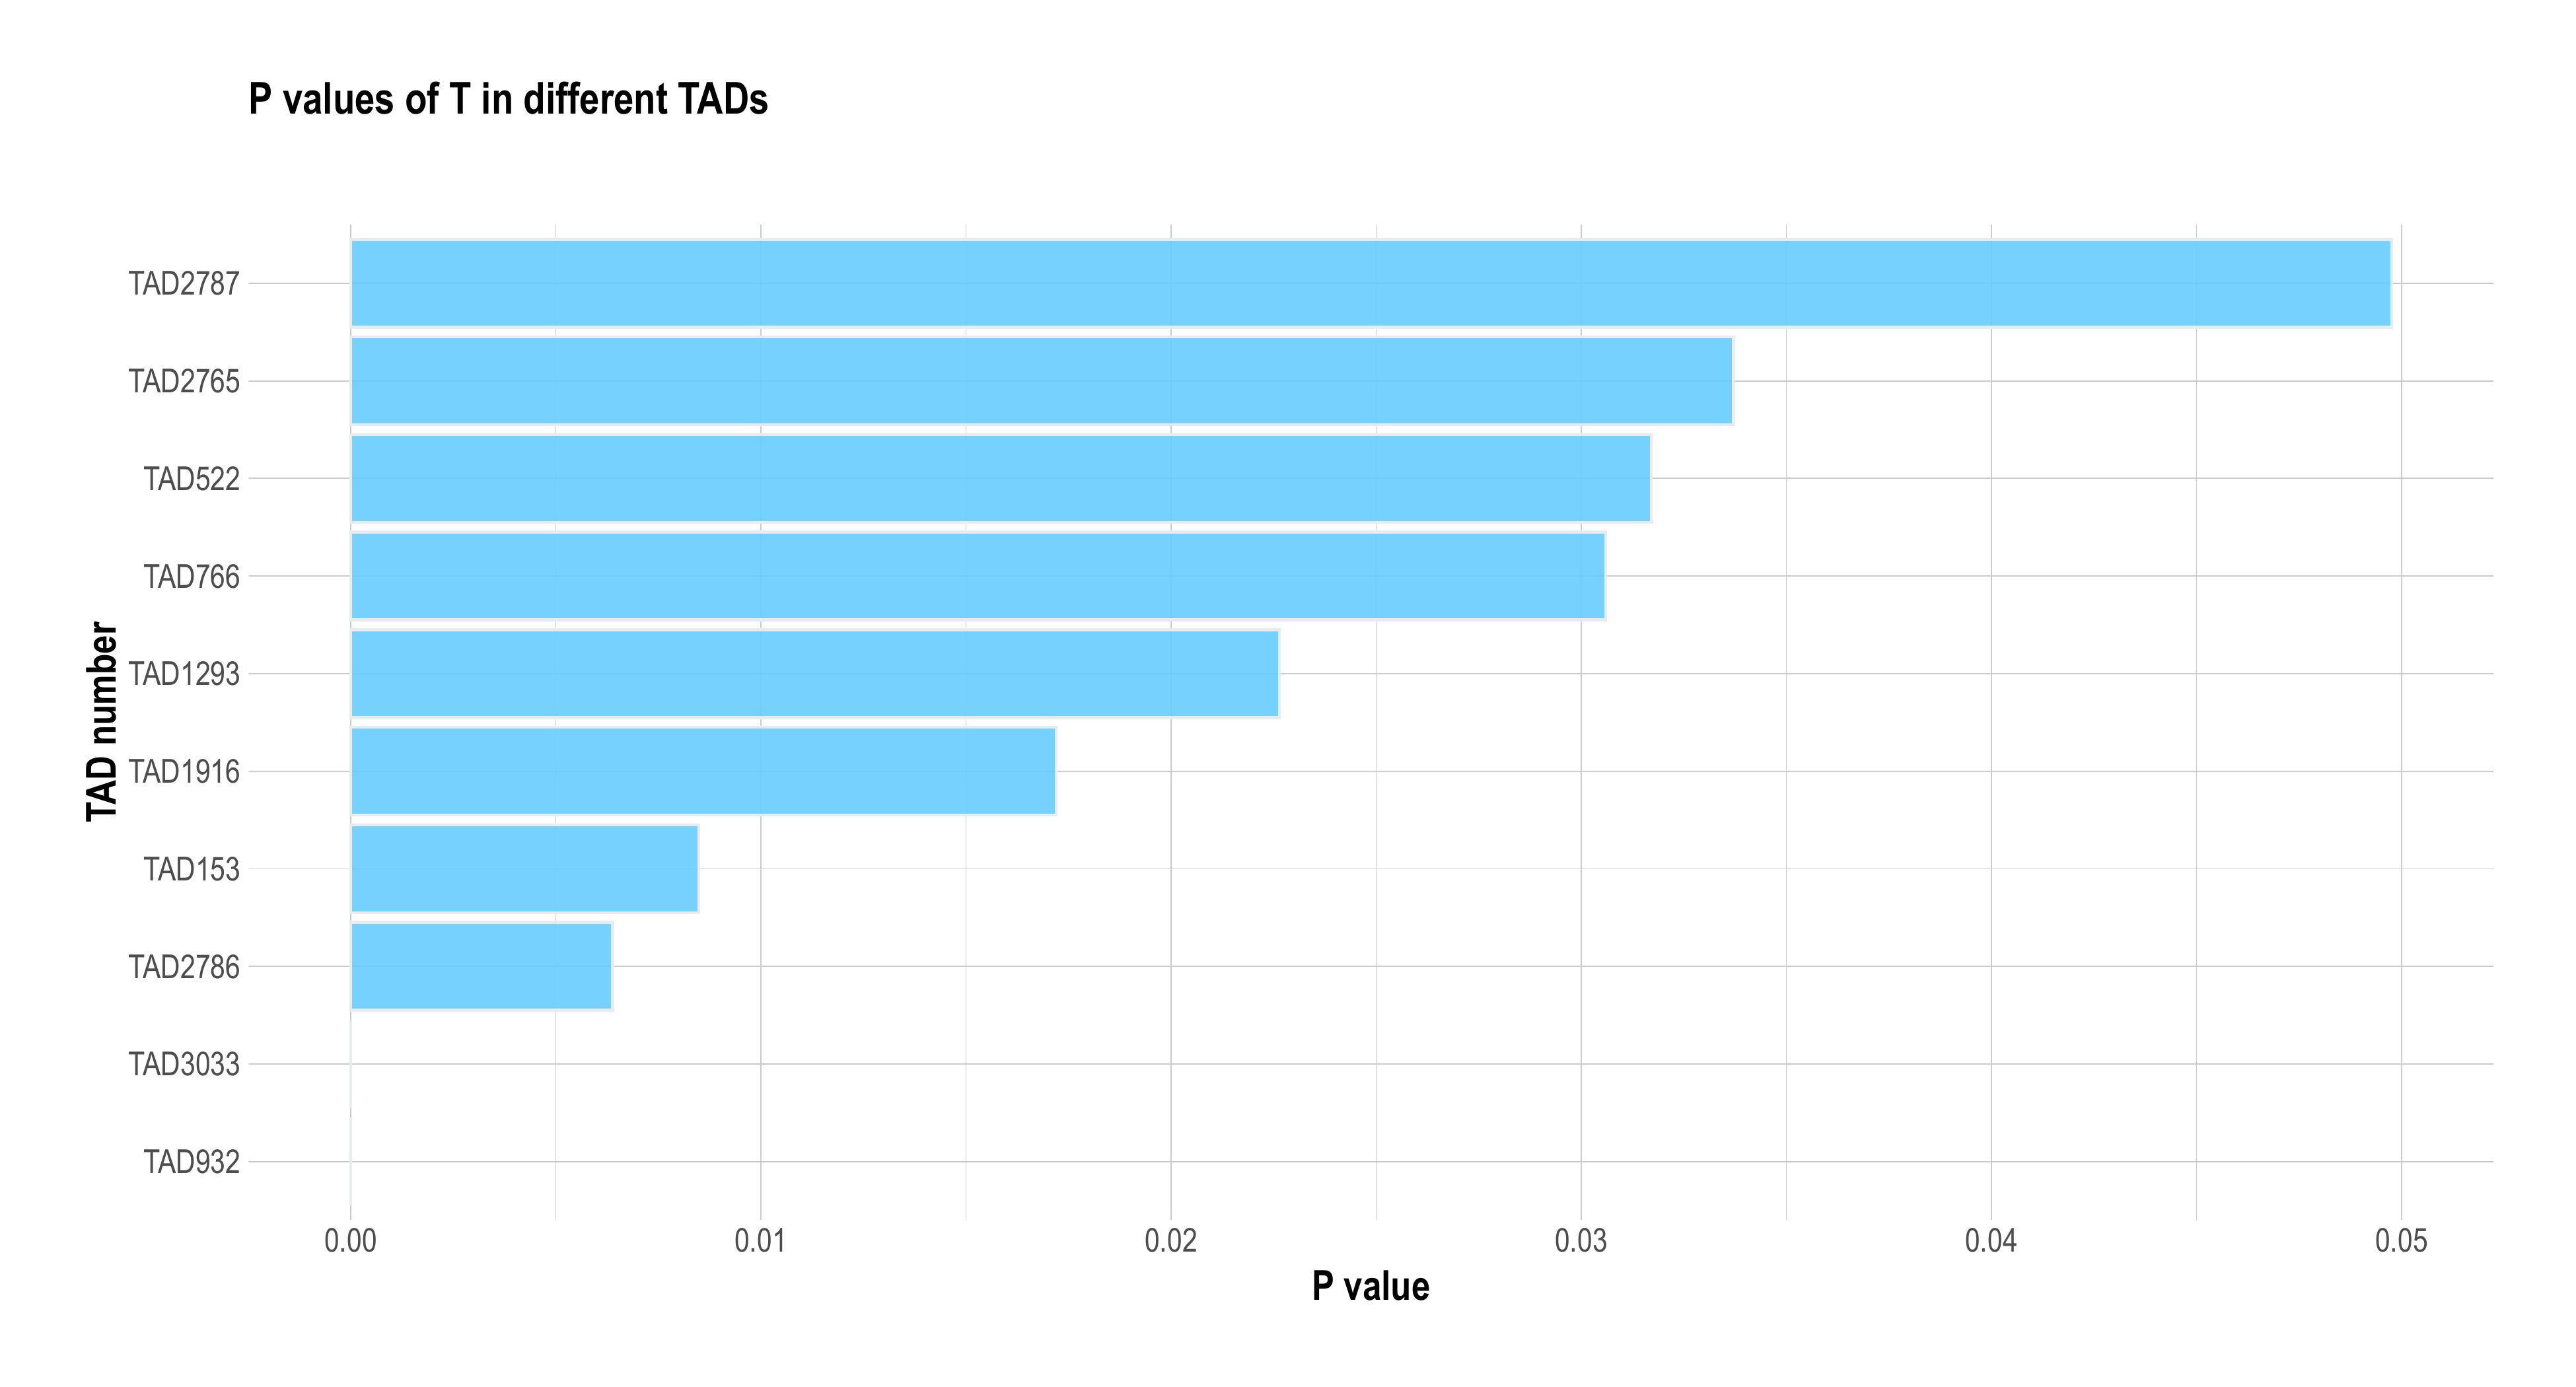 P values of T in different TADs
TAD number
TAD2787
TAD2765
TAD522
TAD766
TAD1293
TAD1916
TAD153
TAD2786
TAD3033
TAD932
0.00 0.01 0.02 0.03 0.04 0.05
P value